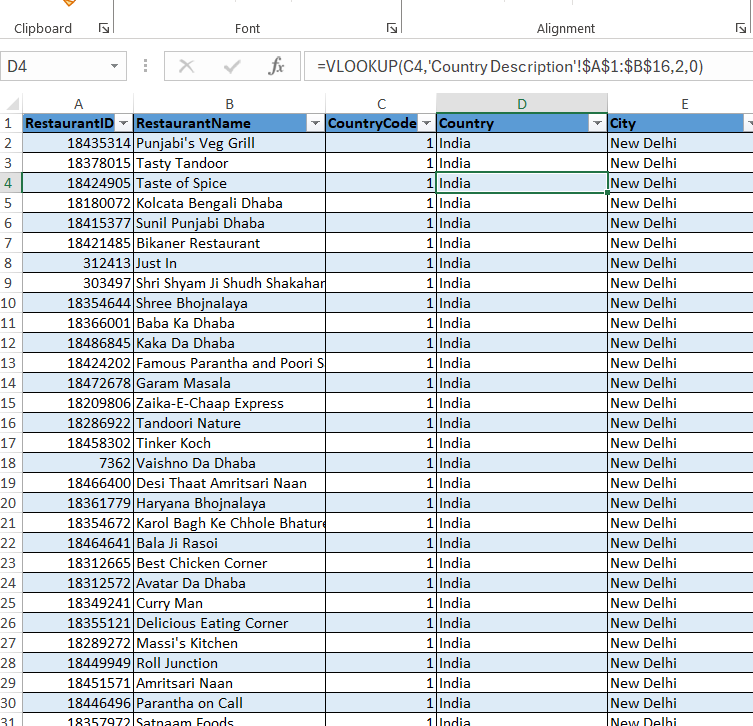 Clipboard Font Alignment
D4 fx =VLOOKUP(C4,'Country Description'!$A$1:$B$16,2,0)
A B C D E
1 RestaurantID RestaurantName CountryCode Country City
2 18435314 Punjabi's Veg Grill 1 India New Delhi
3 18378015 Tasty Tandoor 1 India New Delhi
4 18424905 Taste of Spice 1 India New Delhi
5 18180072 Kolcata Bengali Dhaba 1 India New Delhi
6 18415377 Sunil Punjabi Dhaba 1 India New Delhi
7 18421485 Bikaner Restaurant 1 India New Delhi
8 312413 Just In 1 India New Delhi
9 303497 Shri Shyam Ji Shudh Shakahar 1 India New Delhi
10 18354644 Shree Bhojnalaya 1 India New Delhi
11 18366001 Baba Ka Dhaba 1 India New Delhi
12 18486845 Kaka Da Dhaba 1 India New Delhi
13 18424202 Famous Parantha and Poori S 1 India New Delhi
14 18472678 Garam Masala 1 India New Delhi
15 18209806 Zaika-E-Chaap Express 1 India New Delhi
16 18286922 Tandoori Nature 1 India New Delhi
17 18458302 Tinker Koch 1 India New Delhi
18 7362 Vaishno Da Dhaba 1 India New Delhi
19 18466400 Desi Thaat Amritsari Naan 1 India New Delhi
20 18361779 Haryana Bhojnalaya 1 India New Delhi
21 18354672 Karol Bagh Ke Chhole Bhature 1 India New Delhi
22 18464641 Bala Ji Rasoi 1 India New Delhi
23 18312665 Best Chicken Corner 1 India New Delhi
24 18312572 Avatar Da Dhaba 1 India New Delhi
25 18349241 Curry Man 1 India New Delhi
26 18355121 Delicious Eating Corner 1 India New Delhi
27 18289272 Massi's Kitchen 1 India New Delhi
28 18449949 Roll Junction 1 India New Delhi
29 18451571 Amritsari Naan 1 India New Delhi
30 18446496 Parantha on Call 1 India New Delhi
31 18357972 Satnaam Foods 1 India New Delhi